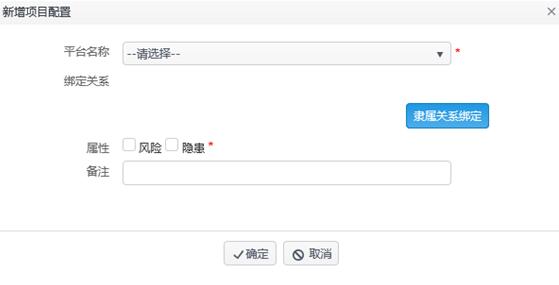 新增项目配置
平台名称 --请选择-- *
绑定关系
隶属关系绑定
属性 风险 隐患 *
备注
确定 取消